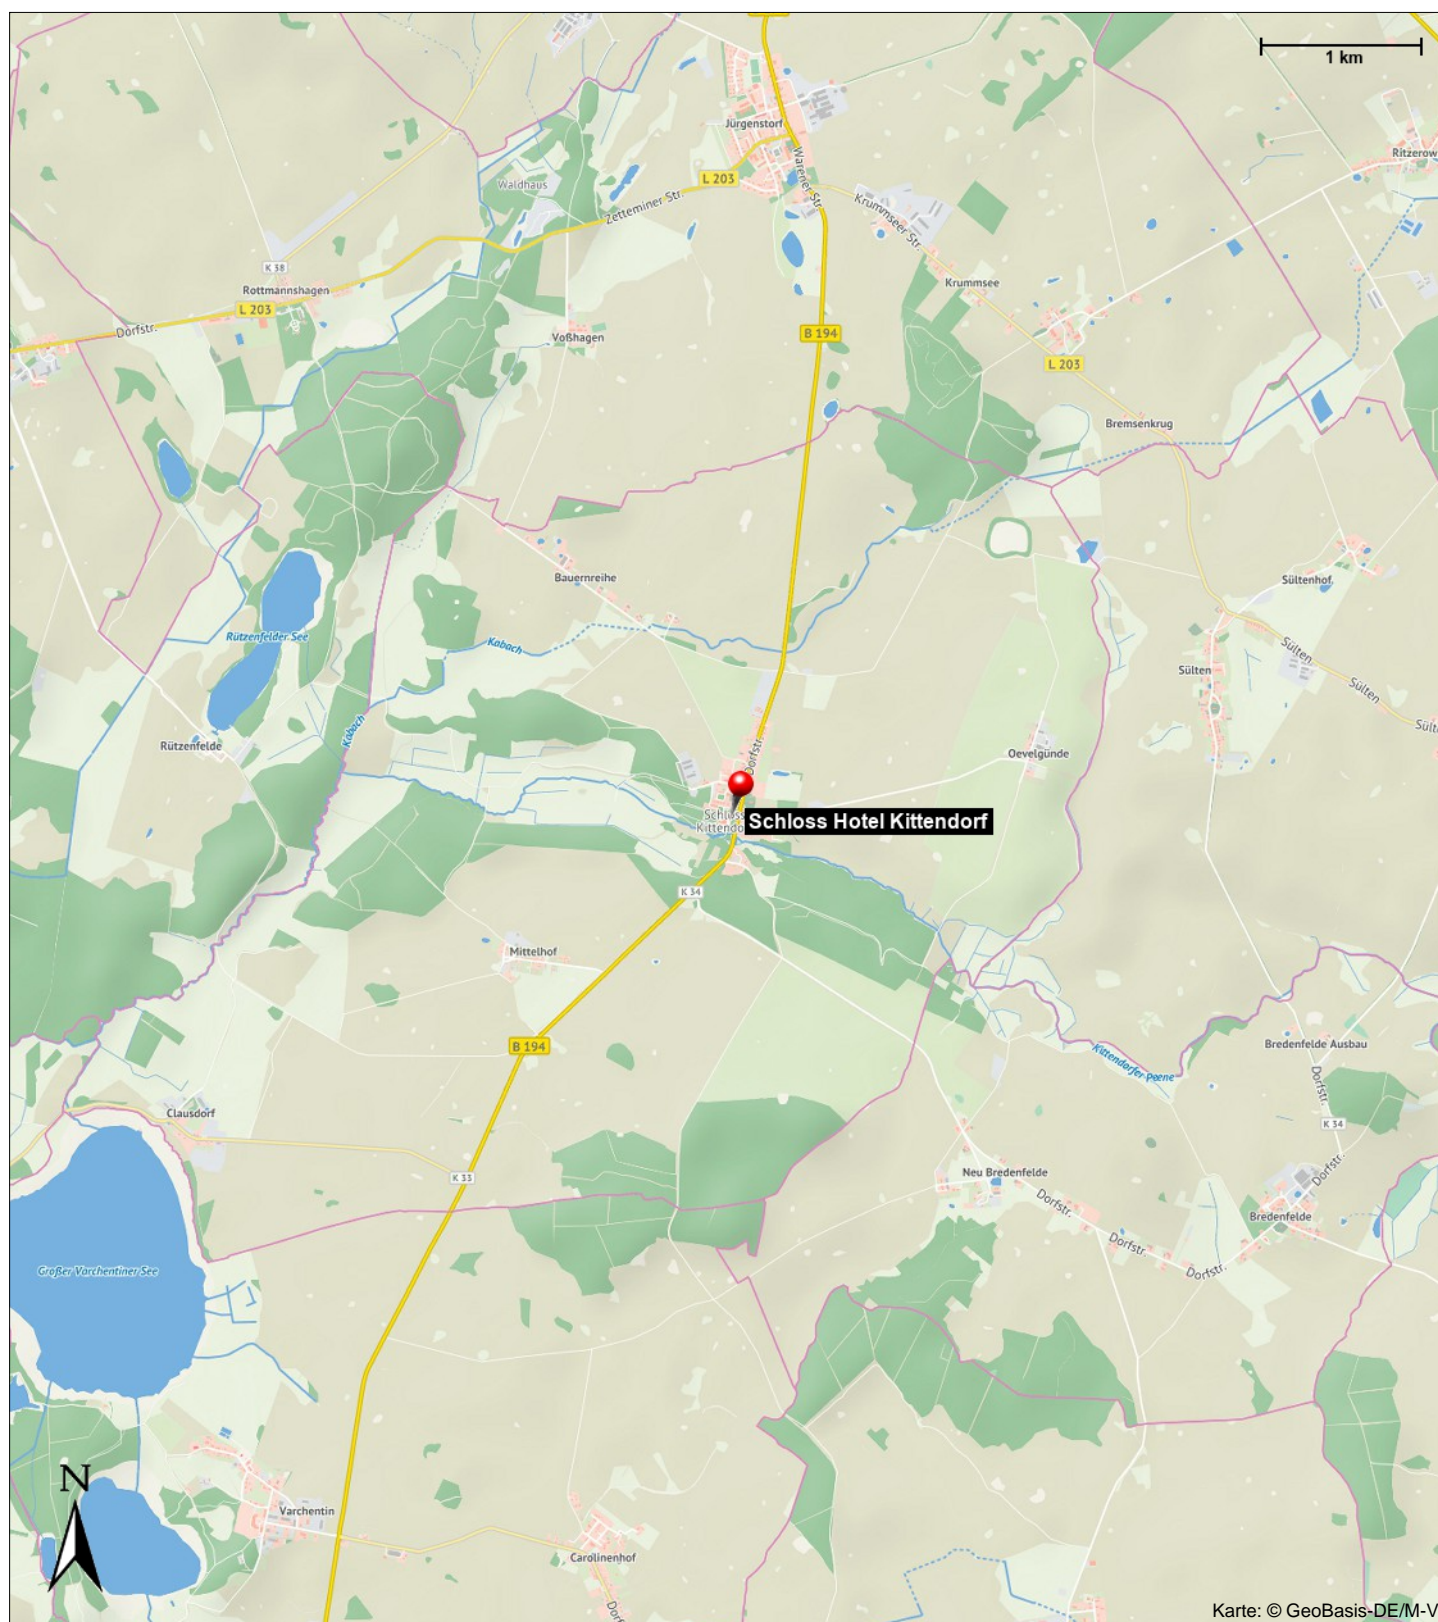 1 km
Jürgenstorf
Ritzerow
Warener Str.
L 203
Waldhaus
Zetteminer Str.
Krummseer Str.
K 38
Krummsee
Rottmannshagen
L 203
Dorfstr.
B 194
Voßhagen
L 203
Bremsenkrug
Bauernreihe
Sültenhof
Rützenfelder See
Kabach
Sülten
Sülten
Sülten
Kabach
Rützenfelde
Dorfstr.
Oevelgünde
Schloss Hotel Kittendorf
K 34
Mittelhof
B 194
Bredenfelde Ausbau
Kittendorfer Peene
Dorfstr.
Clausdorf
K 34
K 33
Neu Bredenfelde
Dorfstr.
Dorfstr.
Bredenfelde
Dorfstr.
Dorfstr.
Großer Varchentiner See
N
Varchentin
Carolinenhof
Karte: © GeoBasis-DE/M-V